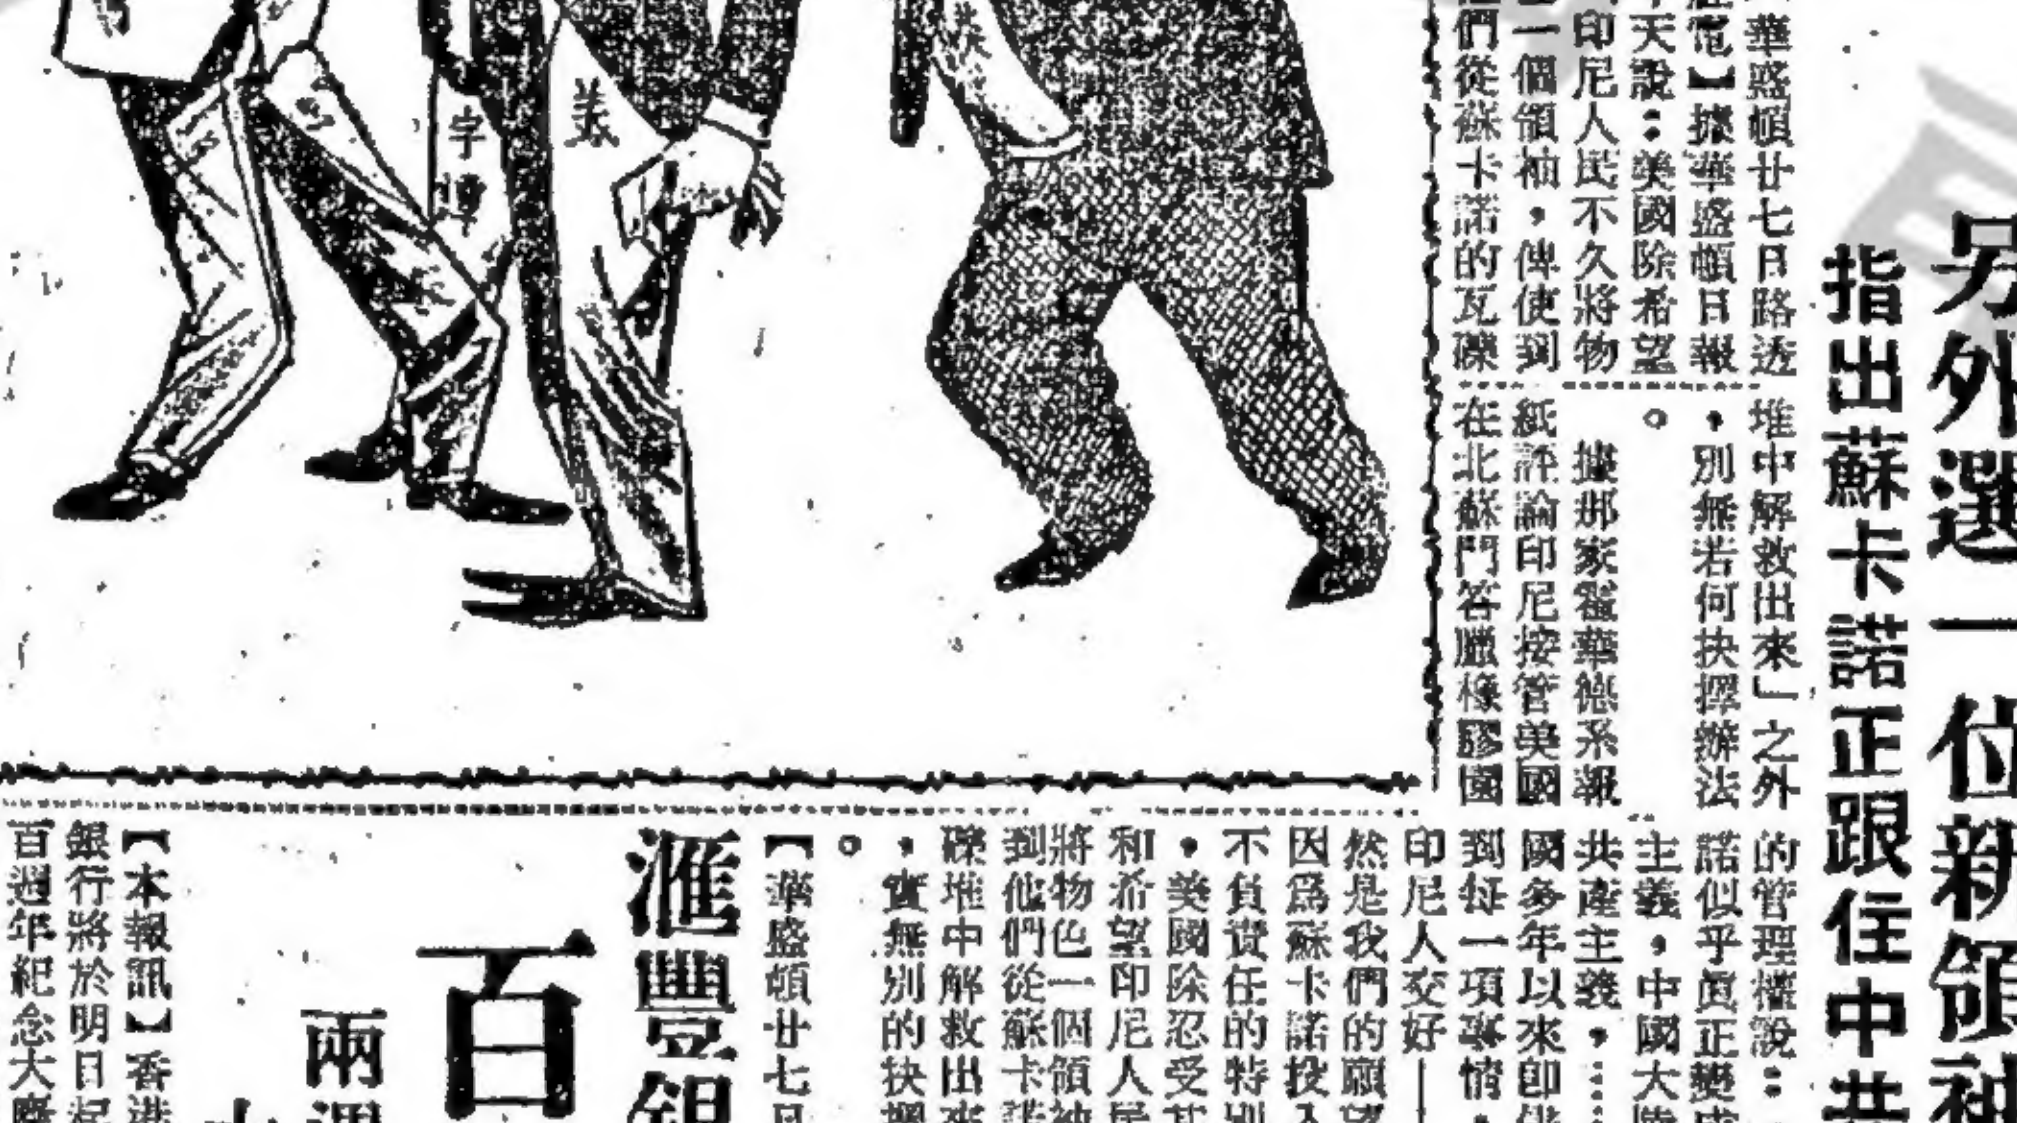 另外選一位新領袖
指出蘇卡諾正跟住中共
華盛頓廿七日路透
電】據華盛頓日報
天說：美國除希望
印尼人民不久將物
一個領袖，俾使到
們從蘇卡諾的瓦礫
堆中解救出來」之外
，別無若何抉擇辦法
。
據那家霍華德系報
紙評論印尼按管美國
在北蘇門答臘橡膠園
的管理權說：
諾似乎眞正變成
主義，中國大陸
共產主義，……
國多年以來即
到每一項事情，
印尼人交好—
然是我們的願望
因爲蘇卡諾投入
不負責任的特別
，美國除忍受其
和希望印尼人民
將物色一個領袖
到他們從蘇卡諾
礫堆中解救出來
，實無別的抉擇
。
【華盛頓廿七日
滙豐銀
百
兩週
【本報訊】香港
銀行將於明日起
百週年紀念大慶
美